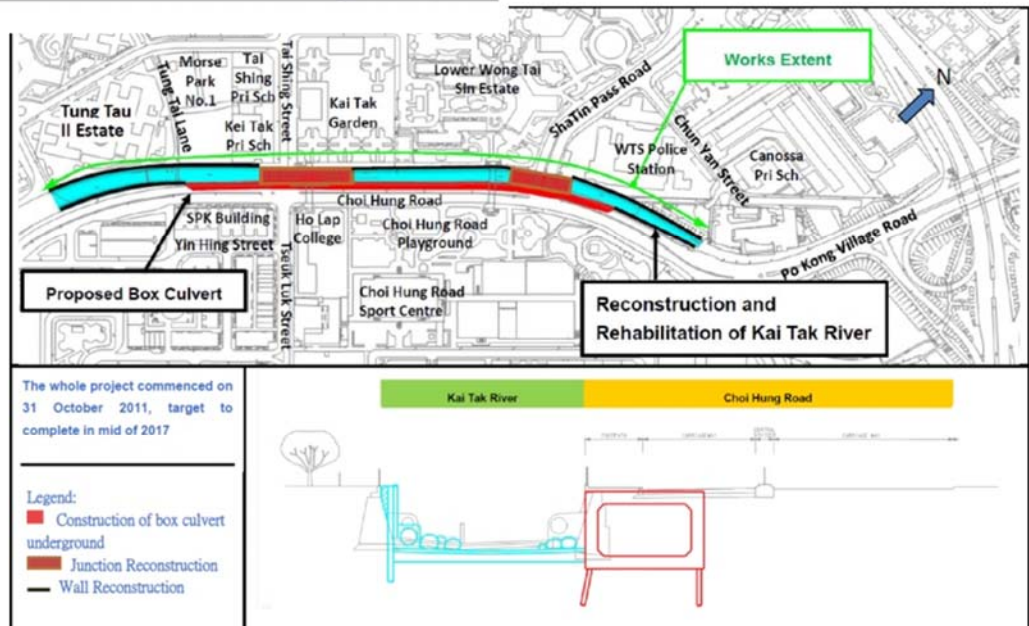 Morse
Park
No.1
Tai
Shing
Pri Sch
Tai Shing Street
Lower Wong Tai
Sin Estate
ShaTin Pass Road
Works Extent
N
Tung Tau
II Estate
Tung Tai Lane
Kei Tak
Pri Sch
Kai Tak
Garden
WTS Police
Station
Chun Yan Street
Canossa
Pri Sch
Choi Hung Road
SPK Building
Yin Hing Street
Ho Lap
College
Choi Hung Road
Playground
Po Kong Village Road
Proposed Box Culvert
Tseuk Luk Street
Choi Hung Road
Sport Centre
Reconstruction and
Rehabilitation of Kai Tak River
The whole project commenced on
31 October 2011, target to
complete in mid of 2017
Kai Tak River
Choi Hung Road
Legend:
Construction of box culvert
underground
Junction Reconstruction
Wall Reconstruction